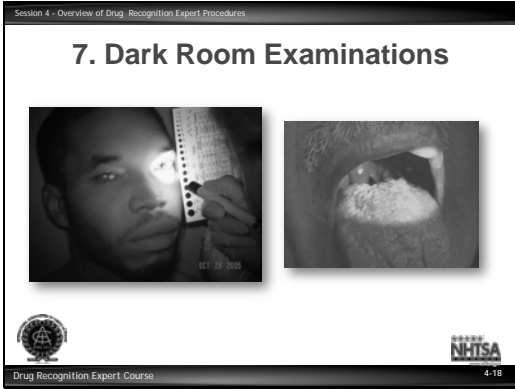 Session 4 - Overview of Drug Recognition Expert Procedures
7. Dark Room Examinations
OCT 28 2005
NHTSA
Drug Recognition Expert Course
4-18